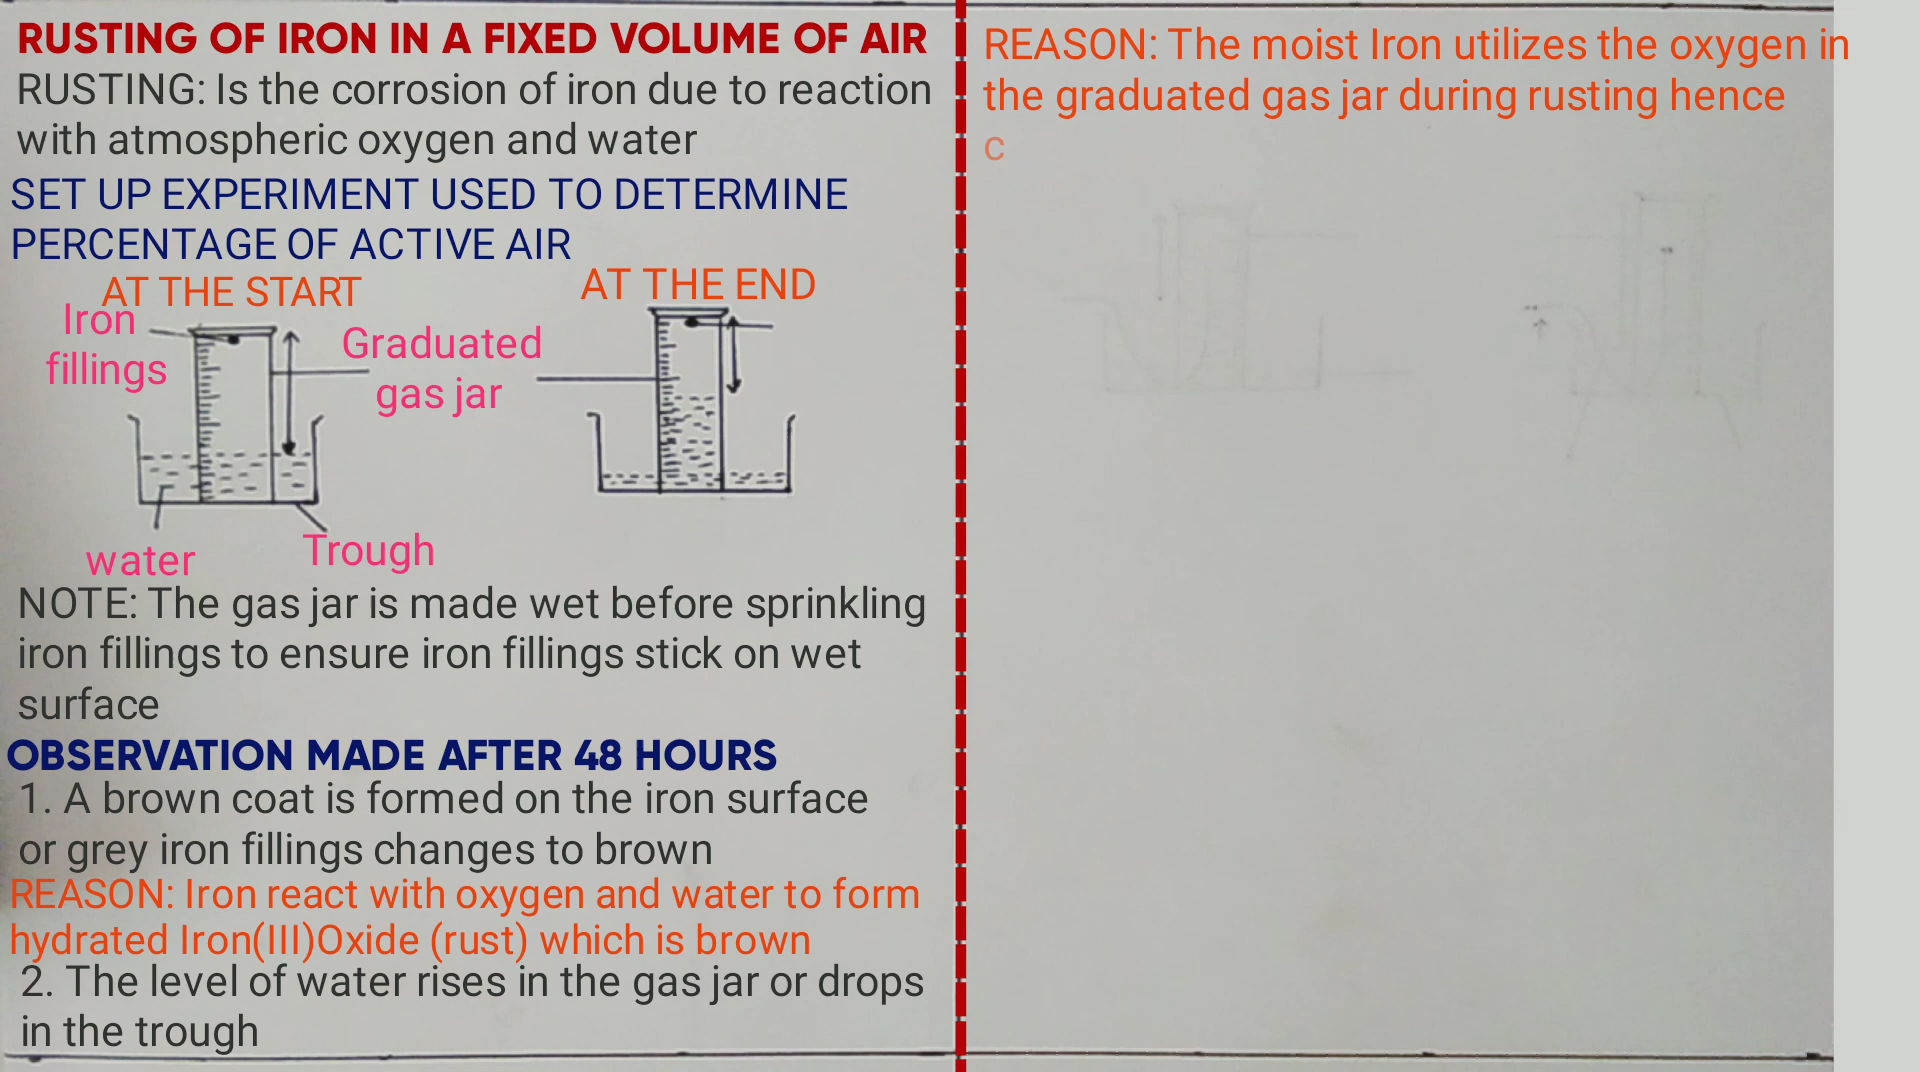 RUSTING OF IRON IN A FIXED VOLUME OF AIR
RUSTING: Is the corrosion of iron due to reaction
with atmospheric oxygen and water
SET UP EXPERIMENT USED TO DETERMINE
PERCENTAGE OF ACTIVE AIR
AT THE START
AT THE END
Iron
fillings
Graduated
gas jar
water
Trough
NOTE: The gas jar is made wet before sprinkling
iron fillings to ensure iron fillings stick on wet
surface
OBSERVATION MADE AFTER 48 HOURS
1. A brown coat is formed on the iron surface
or grey iron fillings changes to brown
REASON: Iron react with oxygen and water to form
hydrated Iron(III)Oxide (rust) which is brown
2. The level of water rises in the gas jar or drops
in the trough
REASON: The moist Iron utilizes the oxygen in
the graduated gas jar during rusting hence
c